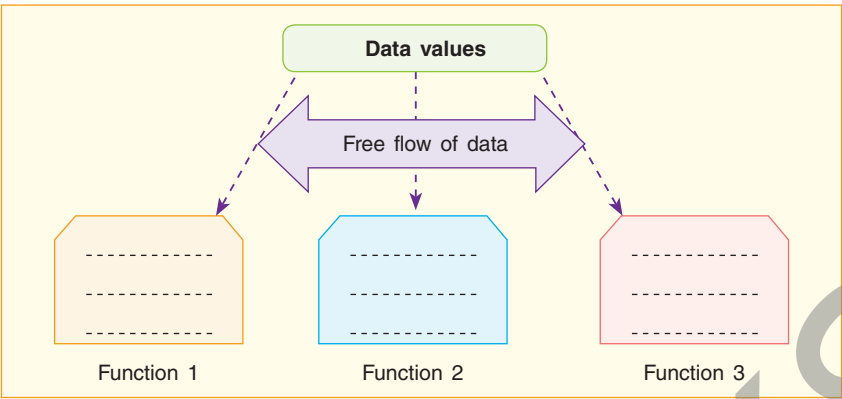 Data values
Free flow of data
Function 1
Function 2
Function 3